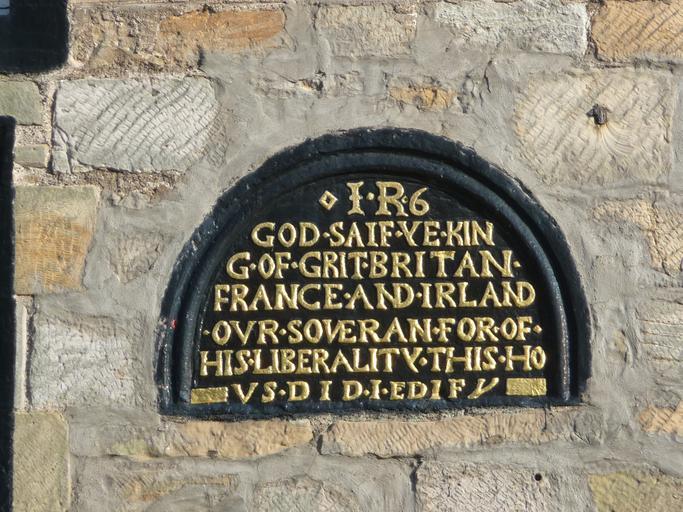 I·R·6
GOD·SAIF·YE·KIN
G·OF·GRITBRITAN·
FRANCE·AND·IRLAND
·OVR·SOVERAN·FOR·OF·
HIS·LIBERALITY·THIS·HO
VS·DID·I·EDIFY